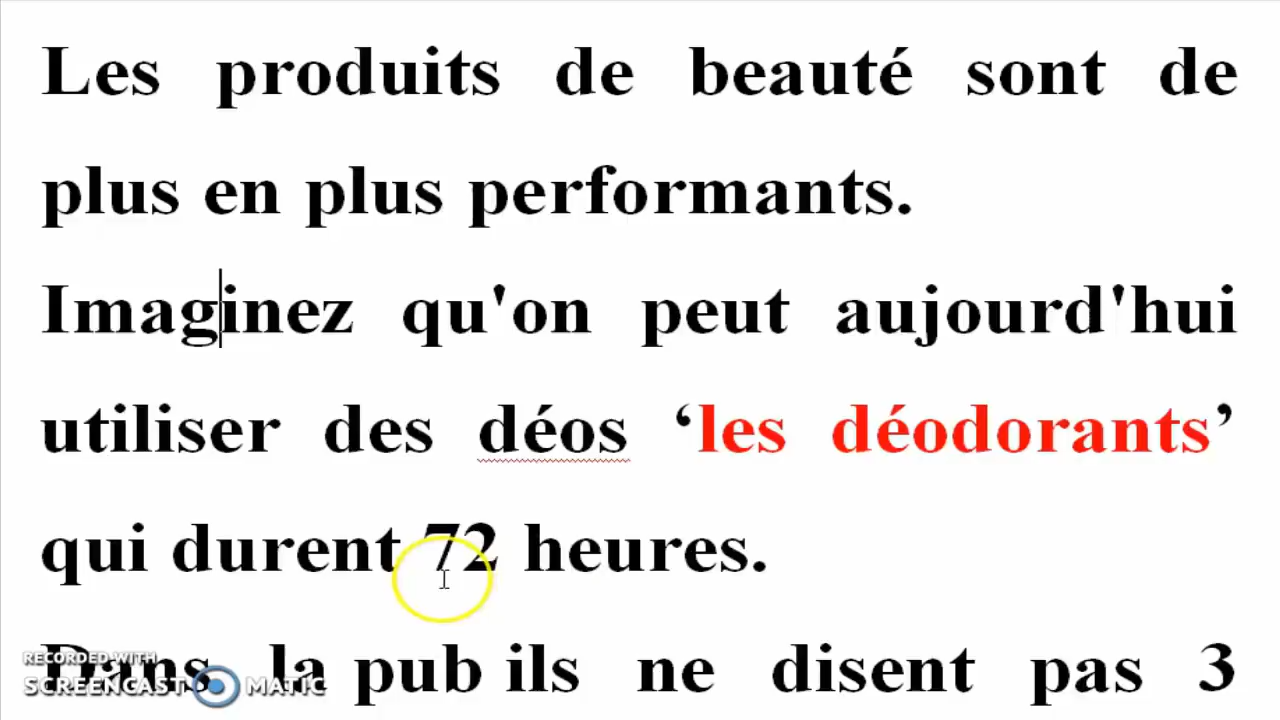 Les produits de beauté sont de
plus en plus performants.
Imaginez qu'on peut aujourd'hui
utiliser des déos ‘les déodorants’
qui durent 72 heures.
Dans la pub ils ne disent pas 3
RECORDED WITH
SCREENCAST MATIC